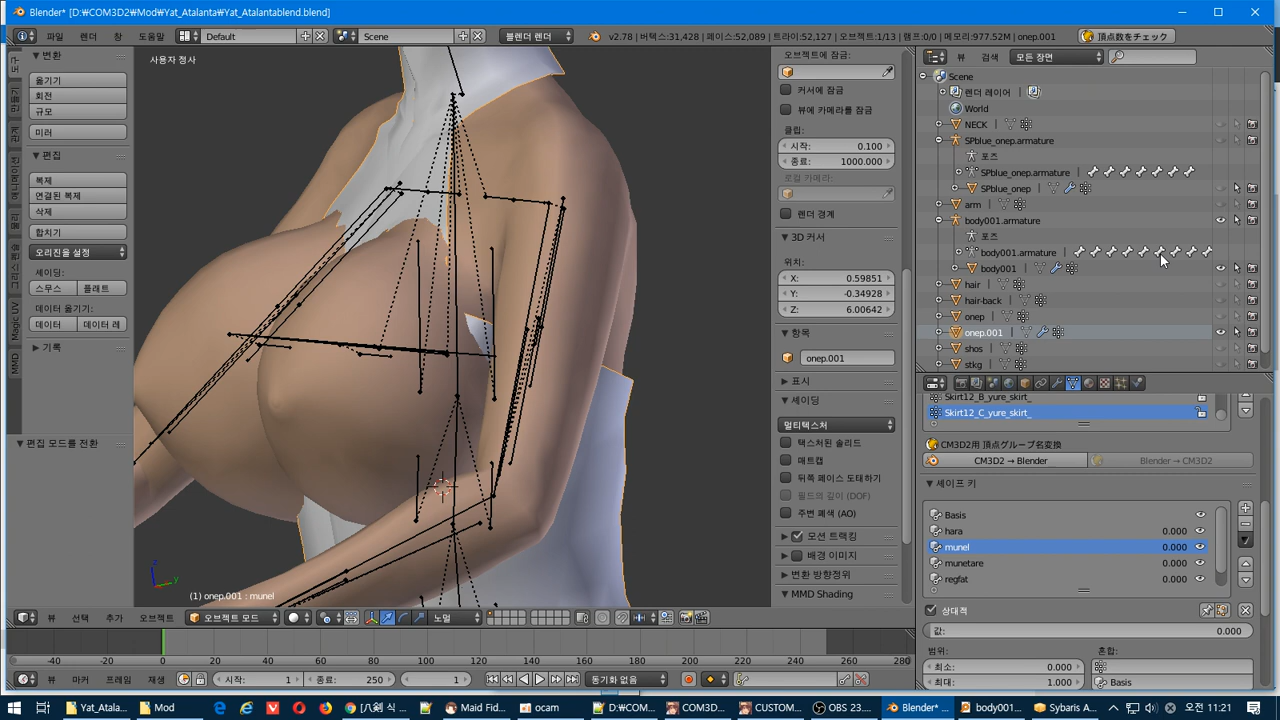 Blender* [D:₩COM3D2₩Mod₩Yat_Atalanta₩Yat_Atalantablend.blend]
파일 렌더 창 도움말 Default Scene 블렌더 렌더 v2.78 | 버텍스:31,428 | 페이스:52,089 | 트라이:52,127 | 오브젝트:1/13 | 램프:0/0 | 메모리:977.52M | onep.001 頂点数をチェック
변환
옮기기
회전
규모
미러
편집
복제
연결된 복제
삭제
합치기
오리진을 설정
셰이딩:
스무스 플래트
데이터 옮기기:
데이터 데이터 레
기록
편집 모드를 전환
Magic UV
MMD
사용자 정사
(1) onep.001 : munel
오브젝트에 잠금:
커서에 잠금
뷰에 카메라를 잠금
클립:
시작: 0.100
종료: 1000.000
로컬 카메라:
렌더 경계
3D 커서
위치:
X: 0.59851
Y: -0.34928
Z: 6.00642
항목
onep.001
표시
셰이딩
멀티텍스처
텍스처된 솔리드
매트캡
뒤쪽 페이스 도태하기
필드의 깊이 (DOF)
주변 폐색 (AO)
모션 트랙킹
배경 이미지
변환 방향정위
MMD Shading
뷰 검색 모든 장면
Scene
렌더 레이어
World
NECK
SPblue_onep.armature
포즈
SPblue_onep.armature
SPblue_onep
arm
body001.armature
포즈
body001.armature
body001
hair
hair-back
onep
onep.001
shos
stkg
Skirt12_B_yure_skirt_
Skirt12_C_yure_skirt_
CM3D2用 頂点グループ名変換
CM3D2 → Blender Blender → CM3D2
셰이프 키
Basis
hara 0.000
munel 0.000
munetare 0.000
regfat 0.000
상대적
값: 0.000
범위: 혼합:
최소: 0.000
최대: 1.000 Basis
뷰 선택 추가 오브젝트 오브젝트 모드 노멀
-40 -20 0 20 40 60 80 100 120 140 160 180 200 220 240 260 280
뷰 마커 프레임 재생 시작: 1 종료: 250 1 동기화 없음
Yat_Atala... Mod [八剣 식 Maid Fid... ocam D:₩COM... COM3D... CUSTOM... OBS 23.... Blender* ... body001... Sybaris A... 오전 11:21